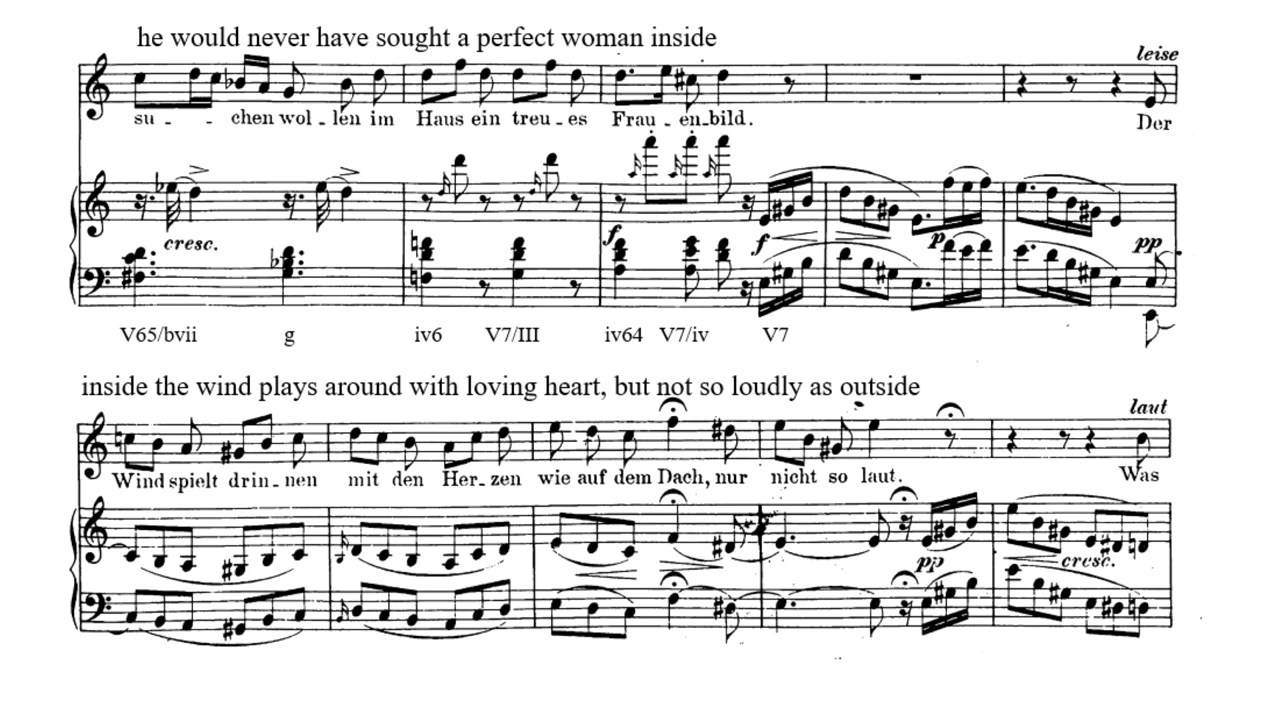 he would never have sought a perfect woman inside
leise
su - - chen wol - len im Haus ein treu - es Frau - en - bild. Der
cresc. f f p pp
V65/bvii g iv6 V7/III iv64 V7/iv V7
inside the wind plays around with loving heart, but not so loudly as outside
laut
Wind spielt drin - nen mit den Her - zen wie auf dem Dach, nur nicht so laut. Was
pp cresc.